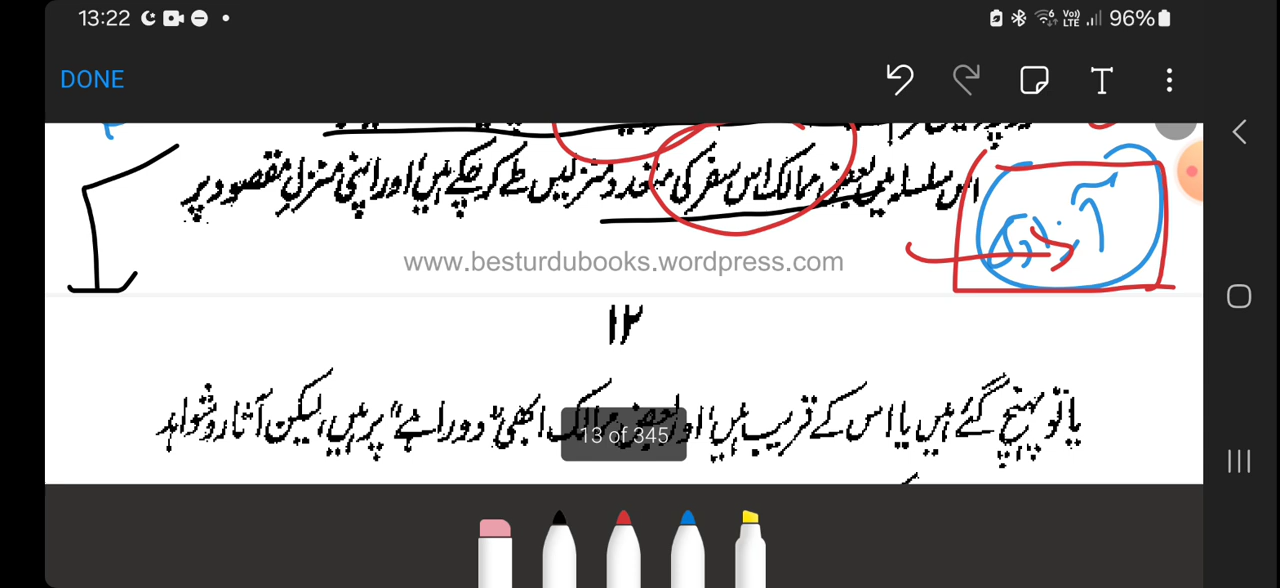 13:22 96%
DONE
اس سلسلہ میں بعض ممالک اس سفر کی متعدد منزلیں طے کر چکے ہیں، اور اپنی منزلِ مقصود پر
www.besturdubooks.wordpress.com
۱۲
یا تو پہنچ گئے ہیں یا اس کے قریب ہیں، اور بعض ممالک ابھی "دوراہے" پر ہیں، لیکن آثار و شواہد
13 of 345